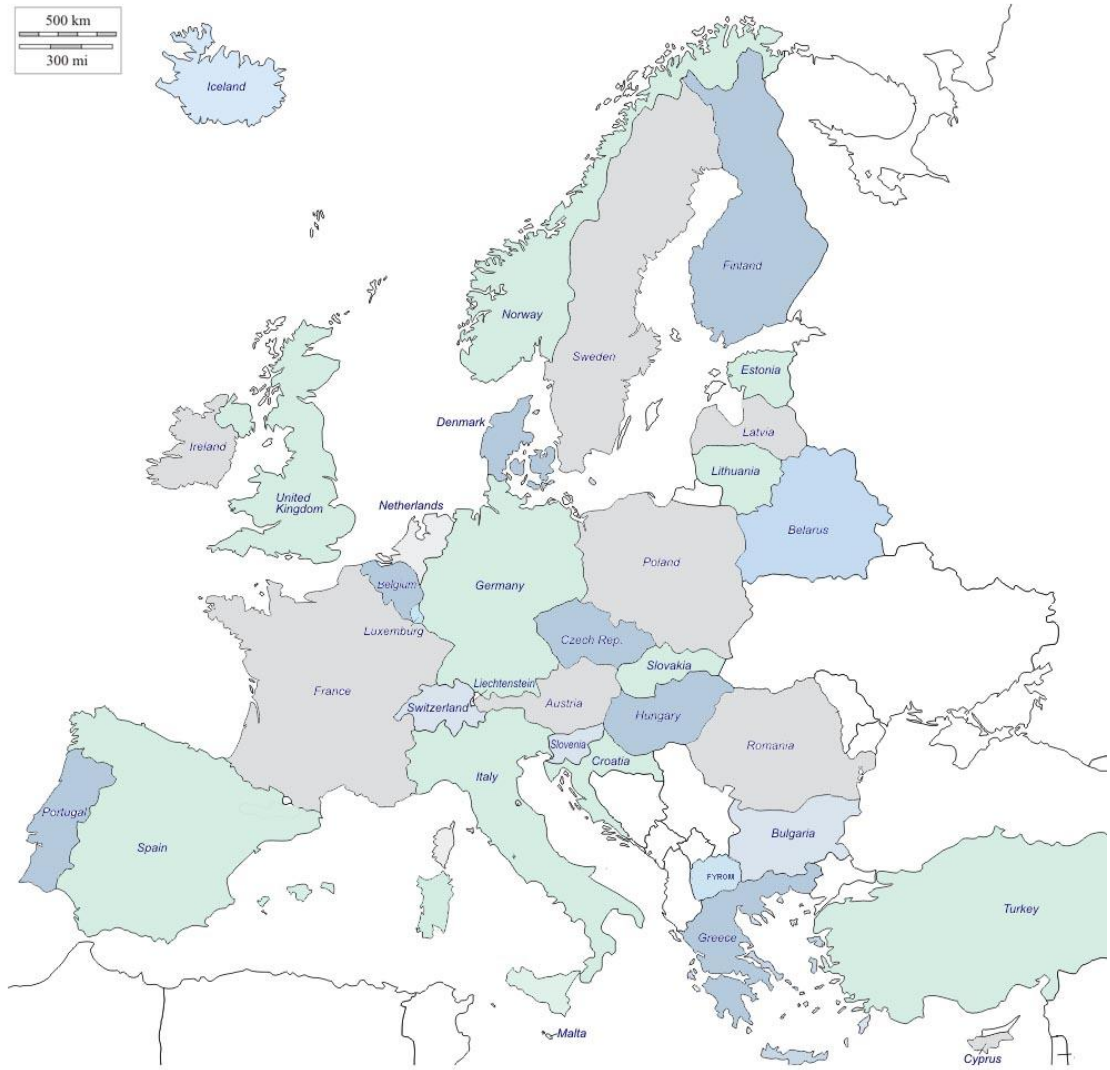 500 km
300 mi
Iceland
Norway
Finland
Sweden
Estonia
Denmark
Latvia
Ireland
Lithuania
United
Kingdom
Netherlands
Belarus
Poland
Belgium
Germany
Luxemburg
Czech Rep.
Slovakia
Liechtenstein
France
Switzerland
Austria
Hungary
Slovenia
Romania
Croatia
Italy
Portugal
Bulgaria
Spain
FYROM
Turkey
Greece
Malta
Cyprus